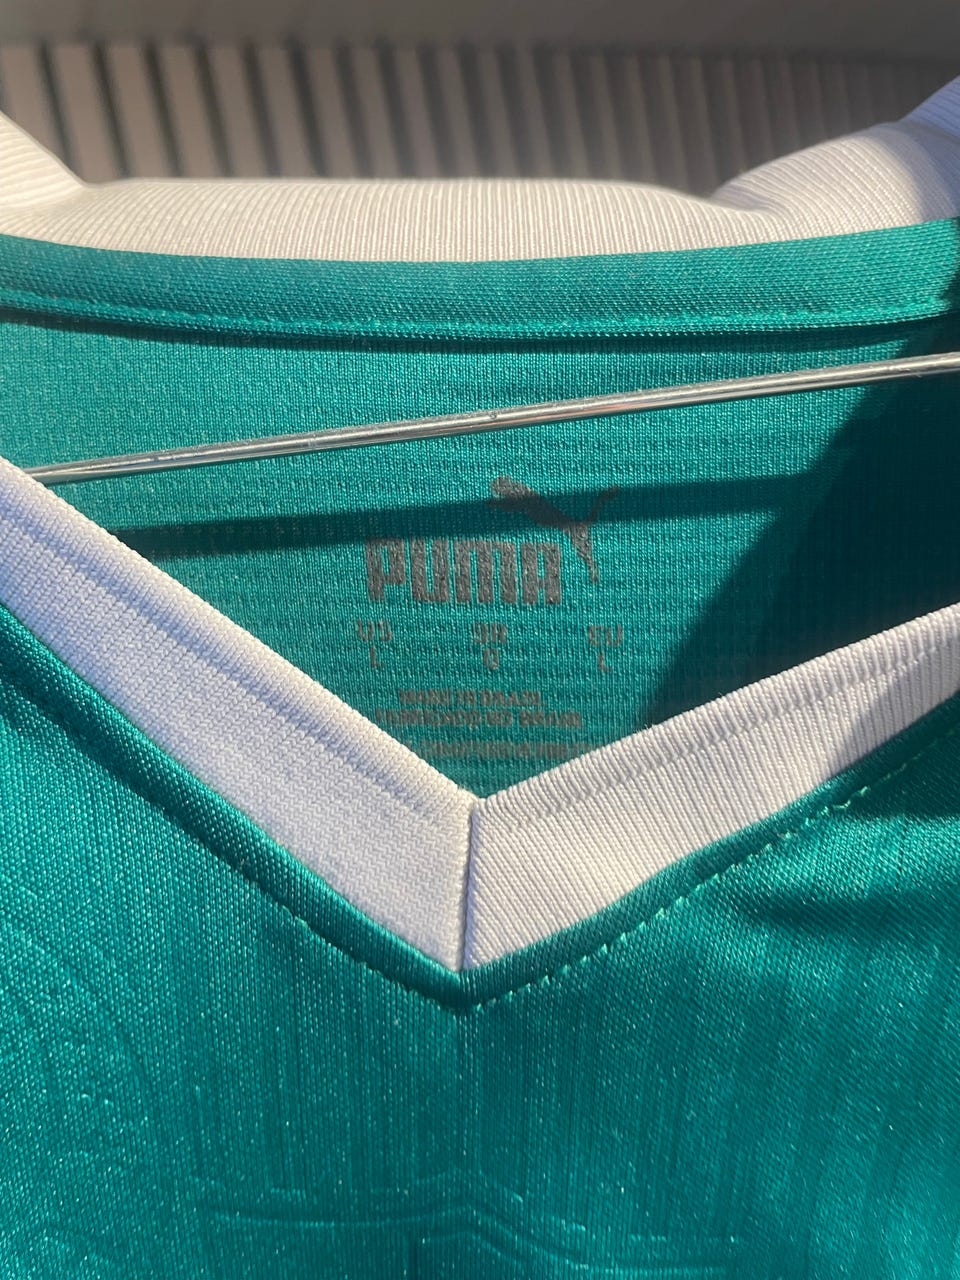 PUMA
US BR EU
L G L
MADE IN BRAZIL
FABRICADO NO BRASIL